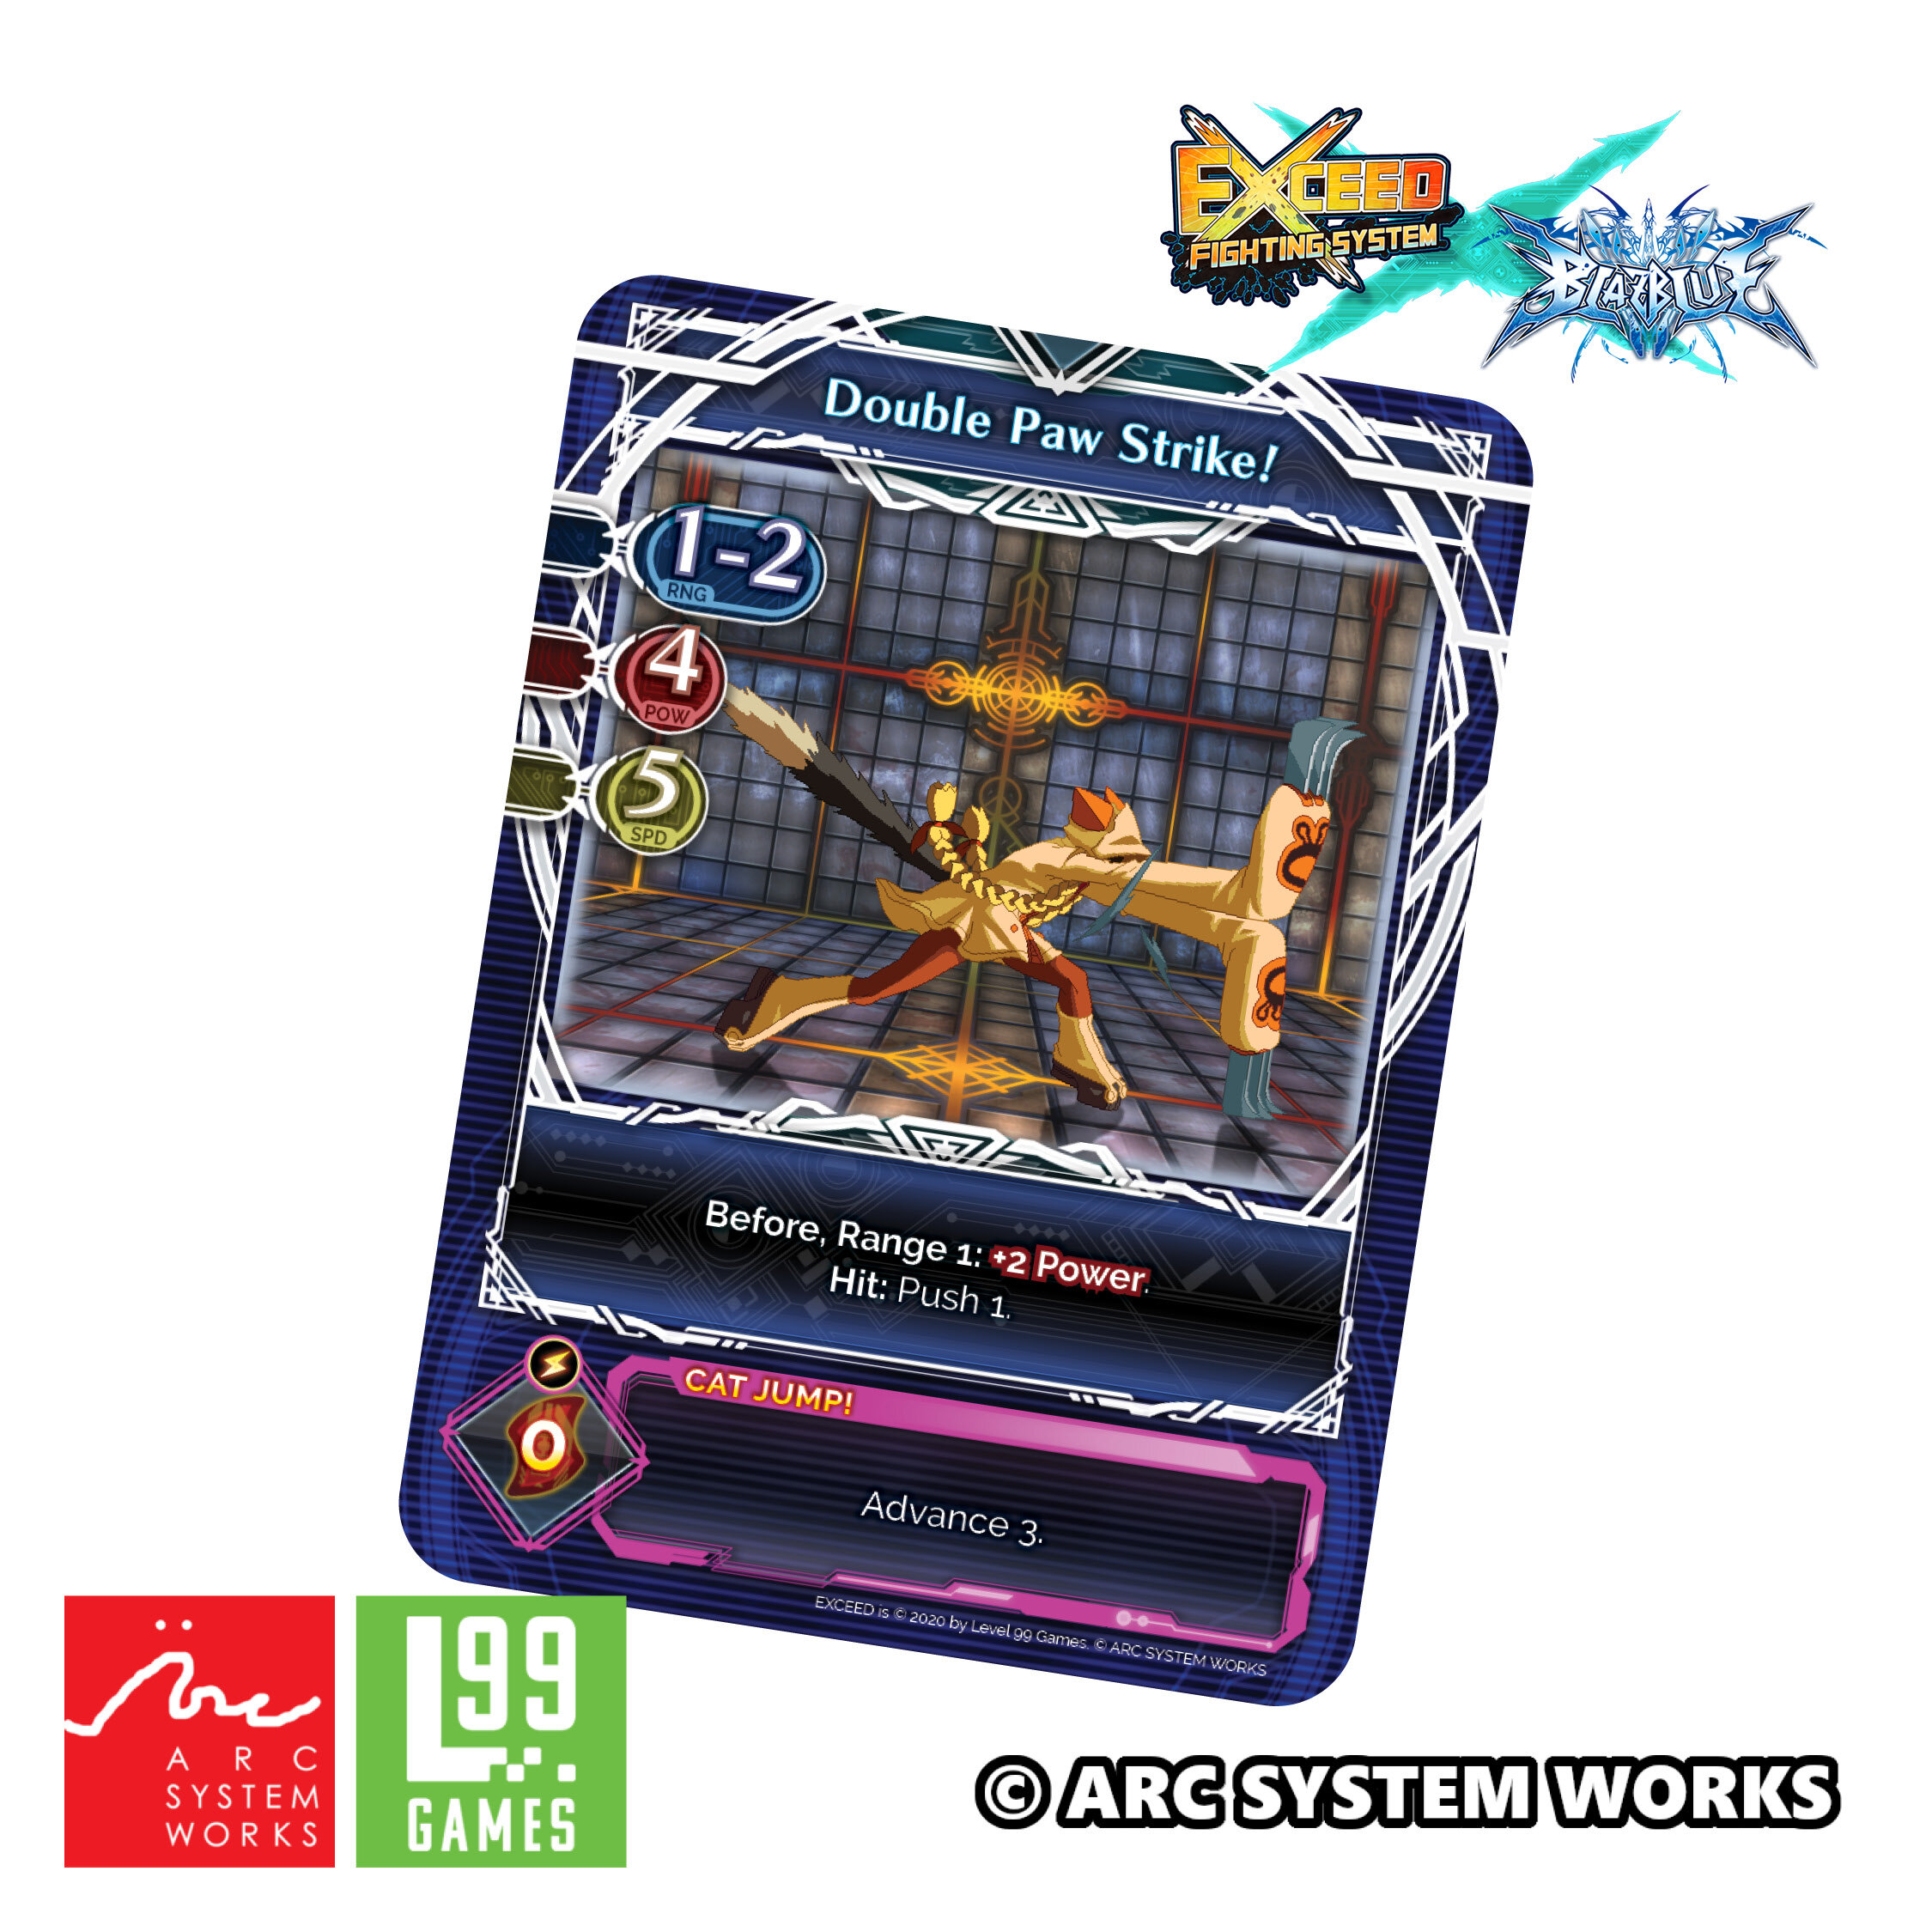 EXCEED
FIGHTING SYSTEM
BLAZBLUE
Double Paw Strike!
1-2
RNG
4
POW
5
SPD
Before, Range 1: +2 Power.
Hit: Push 1.
CAT JUMP!
0
Advance 3.
EXCEED is © 2020 by Level 99 Games. © ARC SYSTEM WORKS
Arc
ARC
SYSTEM
WORKS
L99
GAMES
© ARC SYSTEM WORKS